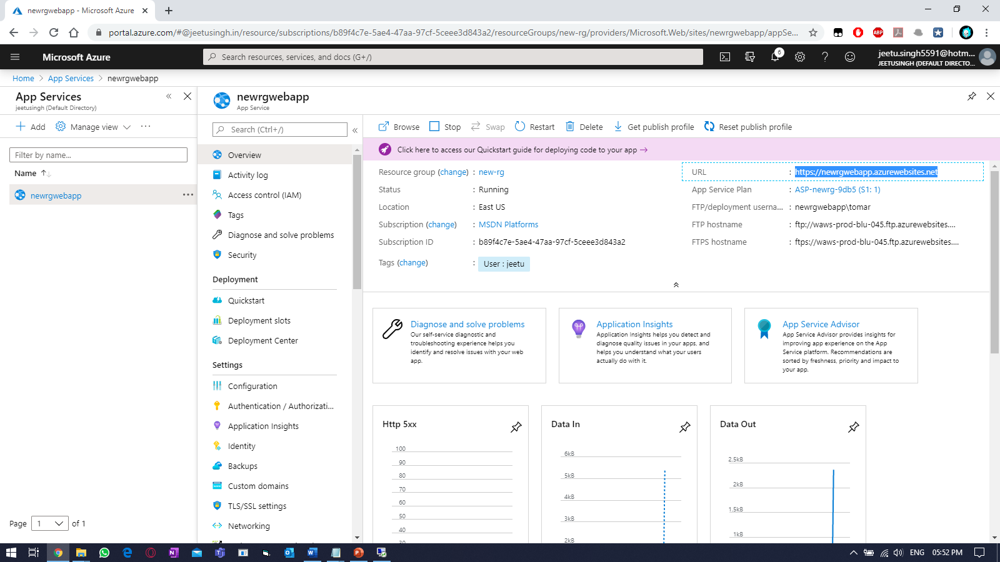 newrgwebapp - Microsoft Azure
portal.azure.com/#@jeetusingh.in/resource/subscriptions/b89f4c7e-5ae4-47aa-97cf-5ceee3d843a2/resourceGroups/new-rg/providers/Microsoft.Web/sites/newrgwebapp/appSe...
ABP
Microsoft Azure
Search resources, services, and docs (G+/)
6
jeetu.singh5591@hotm...
JEETUSINGH (DEFAULT DIRECTO...
Home > App Services > newrgwebapp
App Services
jeetusingh (Default Directory)
Add
Manage view
Filter by name...
Name
newrgwebapp
Page 1 of 1
newrgwebapp
App Service
Search (Ctrl+/)
Overview
Activity log
Access control (IAM)
Tags
Diagnose and solve problems
Security
Deployment
Quickstart
Deployment slots
Deployment Center
Settings
Configuration
Authentication / Authorizati...
Application Insights
Identity
Backups
Custom domains
TLS/SSL settings
Networking
Browse
Stop
Swap
Restart
Delete
Get publish profile
Reset publish profile
Click here to access our Quickstart guide for deploying code to your app →
Resource group (change) : new-rg
Status : Running
Location : East US
Subscription (change) : MSDN Platforms
Subscription ID : b89f4c7e-5ae4-47aa-97cf-5ceee3d843a2
Tags (change) : User : jeetu
URL : https://newrgwebapp.azurewebsites.net
App Service Plan : ASP-newrg-9db5 (S1: 1)
FTP/deployment userna... : newrgwebapp\tomar
FTP hostname : ftp://waws-prod-blu-045.ftp.azurewebsites....
FTPS hostname : ftps://waws-prod-blu-045.ftp.azurewebsites....
Diagnose and solve problems
Our self-service diagnostic and
troubleshooting experience helps you
identify and resolve issues with your web
app.
Application Insights
Application Insights helps you detect and
diagnose quality issues in your apps, and
helps you understand what your users
actually do with it.
App Service Advisor
App Service Advisor provides insights for
improving app experience on the App
Service platform. Recommendations are
sorted by freshness, priority and impact to
your app.
Http 5xx
100
90
80
70
60
50
40
30
Data In
6kB
5kB
4kB
3kB
2kB
Data Out
2.5kB
2kB
1.5kB
1kB
ENG
05:52 PM